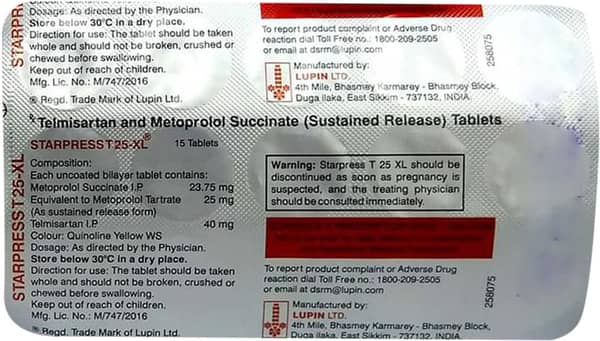 STARPR
Dosage: As directed by the Physician.
Store below 30°C in a dry place.
Direction for use: The tablet should be taken
whole and should not be broken, crushed or
chewed before swallowing.
Keep out of reach of children.
Mfg. Lic. No.: M/747/2016
® Regd. Trade Mark of Lupin Ltd.
To report product complaint or Adverse Drug
reaction dial Toll Free no.: 1800-209-2505
or email at dsrm@lupin.com
258075
Manufactured by:
LUPIN LTD.
4th Mile, Bhasmey Karmarey - Bhasmey Block,
Duga Ilaka, East Sikkim - 737132, INDIA.
Telmisartan and Metoprolol Succinate (Sustained Release) Tablets
STARPRESS T 25-XL® 15 Tablets
STARPRESS T 25-XL
Composition:
Each uncoated bilayer tablet contains:
Metoprolol Succinate I.P. 23.75 mg
Equivalent to Metoprolol Tartrate 25 mg
(As sustained release form)
Telmisartan I.P. 40 mg
Colour: Quinoline Yellow WS
Dosage: As directed by the Physician.
Store below 30°C in a dry place.
Direction for use: The tablet should be taken
whole and should not be broken, crushed or
chewed before swallowing.
Keep out of reach of children.
Mfg. Lic. No.: M/747/2016
® Regd. Trade Mark of Lupin Ltd.
Warning: Starpress T 25 XL should be
discontinued as soon as pregnancy is
suspected, and the treating physician
should be consulted immediately.
To report product complaint or Adverse Drug
reaction dial Toll Free no.: 1800-209-2505
or email at dsrm@lupin.com
258075
Manufactured by:
LUPIN LTD.
4th Mile, Bhasmey Karmarey - Bhasmey Block,
Duga Ilaka, East Sikkim - 737132, INDIA.